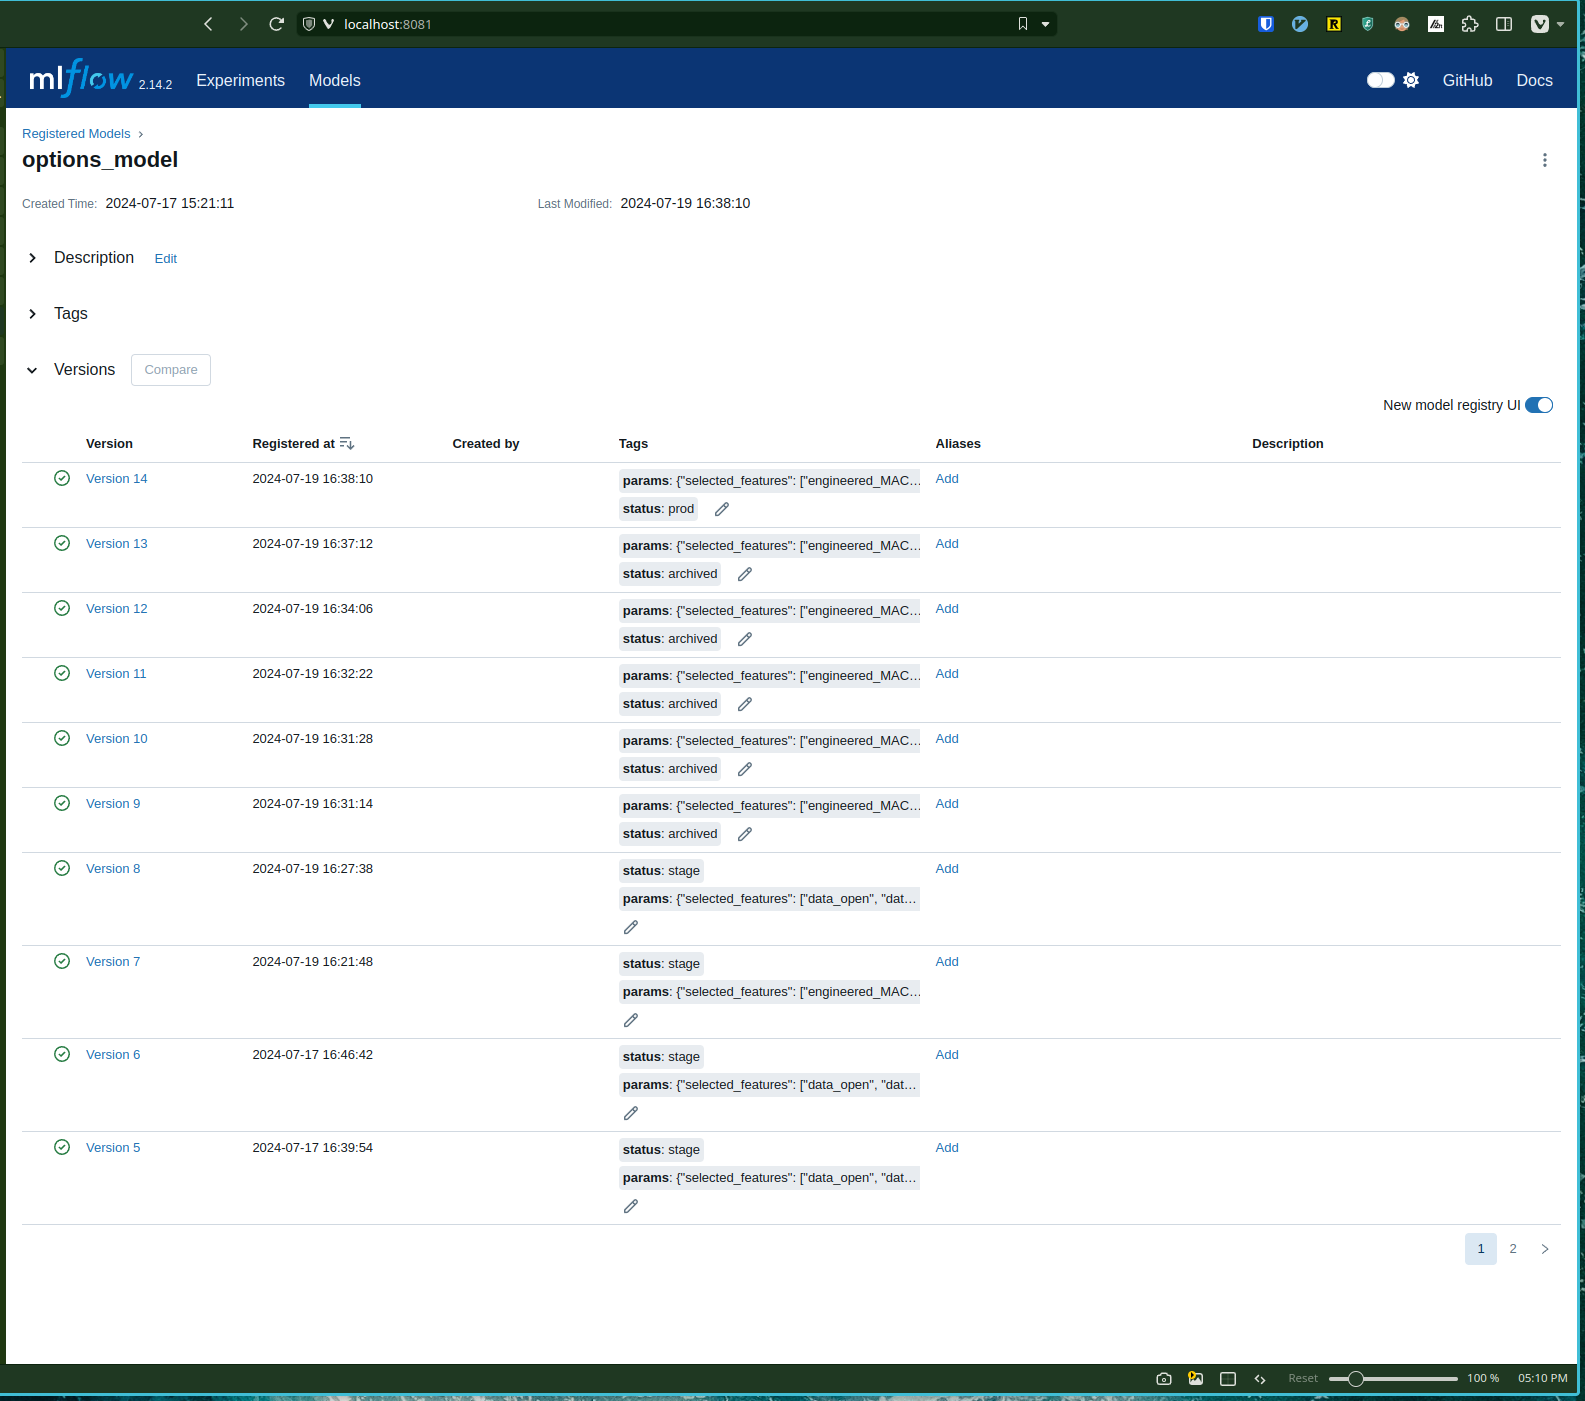 localhost:8081
mlflow 2.14.2 Experiments Models GitHub Docs
Registered Models
options_model
Created Time: 2024-07-17 15:21:11 Last Modified: 2024-07-19 16:38:10
Description Edit
Tags
Versions Compare
New model registry UI
Version Registered at Created by Tags Aliases Description
Version 14 2024-07-19 16:38:10 params: {"selected_features": ["engineered_MAC... Add
status: prod
Version 13 2024-07-19 16:37:12 params: {"selected_features": ["engineered_MAC... Add
status: archived
Version 12 2024-07-19 16:34:06 params: {"selected_features": ["engineered_MAC... Add
status: archived
Version 11 2024-07-19 16:32:22 params: {"selected_features": ["engineered_MAC... Add
status: archived
Version 10 2024-07-19 16:31:28 params: {"selected_features": ["engineered_MAC... Add
status: archived
Version 9 2024-07-19 16:31:14 params: {"selected_features": ["engineered_MAC... Add
status: archived
Version 8 2024-07-19 16:27:38 status: stage Add
params: {"selected_features": ["data_open", "dat...
Version 7 2024-07-19 16:21:48 status: stage Add
params: {"selected_features": ["engineered_MAC...
Version 6 2024-07-17 16:46:42 status: stage Add
params: {"selected_features": ["data_open", "dat...
Version 5 2024-07-17 16:39:54 status: stage Add
params: {"selected_features": ["data_open", "dat...
1 2
Reset 100 % 05:10 PM